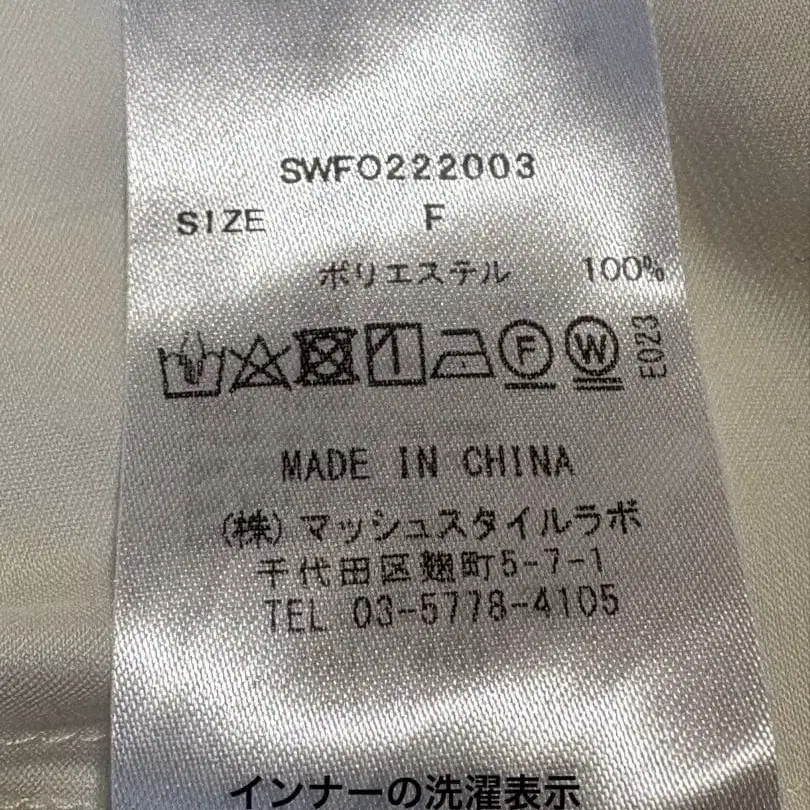 SWFO222003
SIZE F
ポリエステル 100%
F W E023
MADE IN CHINA
(株)マッシュスタイルラボ
千代田区麹町5-7-1
TEL 03-5778-4105
インナーの洗濯表示